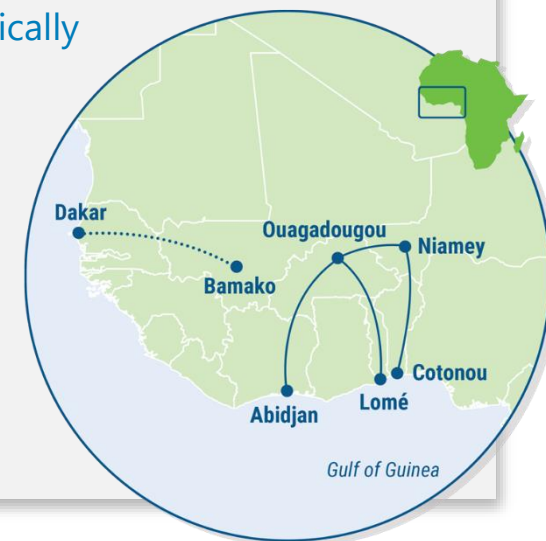 ically
Dakar
Ouagadougou
Niamey
Bamako
Cotonou
Lomé
Abidjan
Gulf of Guinea